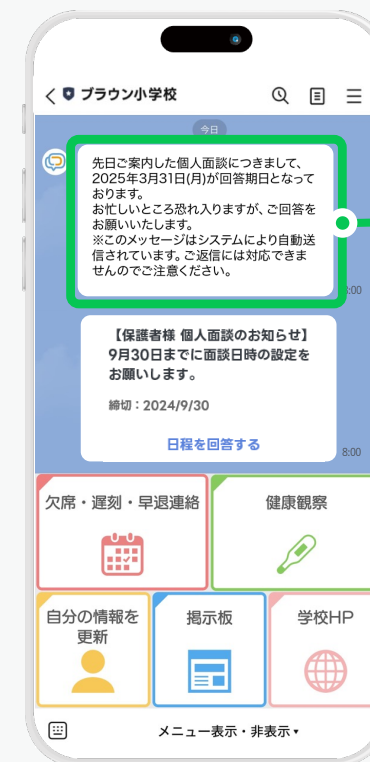 ブラウン小学校
今日
先日ご案内した個人面談につきまして、
2025年3月31日(月)が回答期日となって
おります。
お忙しいところ恐れ入りますが、ご回答を
お願いいたします。
※このメッセージはシステムにより自動送
信されています。ご返信には対応できま
せんのでご注意ください。
:00
【保護者様 個人面談のお知らせ】
9月30日までに面談日時の設定を
お願いします。
締切：2024/9/30
日程を回答する
8:00
欠席・遅刻・早退連絡
健康観察
自分の情報を
更新
掲示板
学校HP
メニュー表示・非表示▾